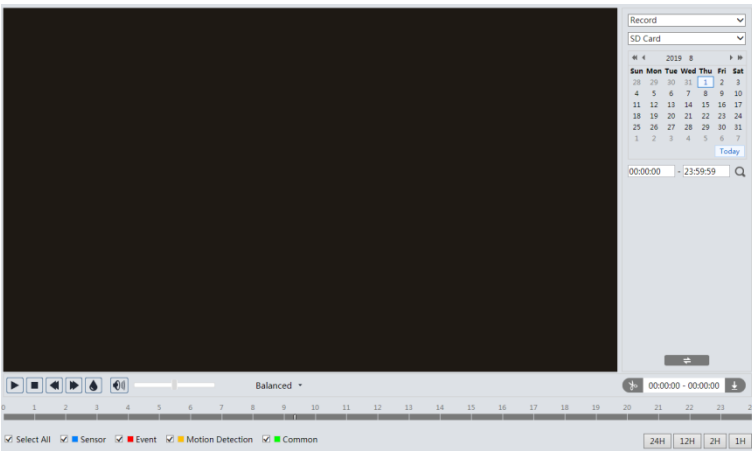 Record
SD Card
2019 8
Sun Mon Tue Wed Thu Fri Sat
28 29 30 31 1 2 3
4 5 6 7 8 9 10
11 12 13 14 15 16 17
18 19 20 21 22 23 24
25 26 27 28 29 30 31
1 2 3 4 5 6 7
Today
00:00:00 - 23:59:59
Balanced
00:00:00 - 00:00:00
0 1 2 3 4 5 6 7 8 9 10 11 12 13 14 15 16 17 18 19 20 21 22 23 2
Select All Sensor Event Motion Detection Common
24H 12H 2H 1H